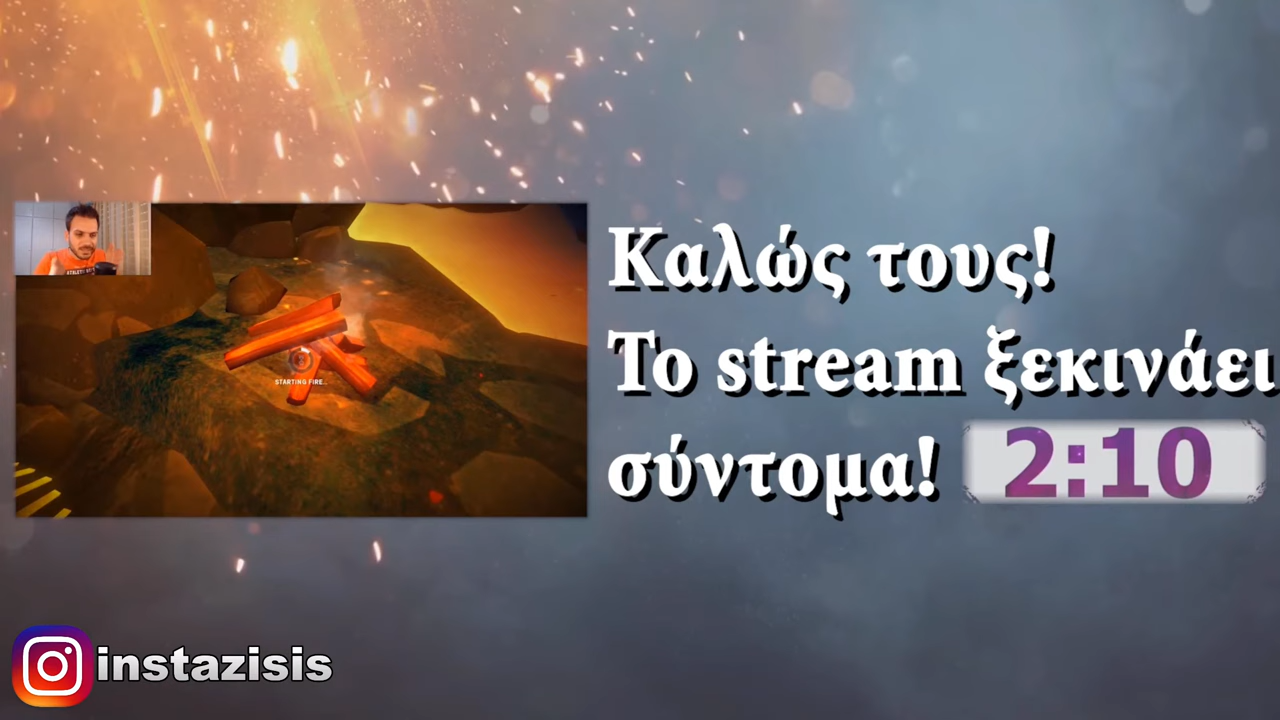 Καλώς τους!
Το stream ξεκινάει
σύντομα! 2:10
STARTING FIRE...
instazisis